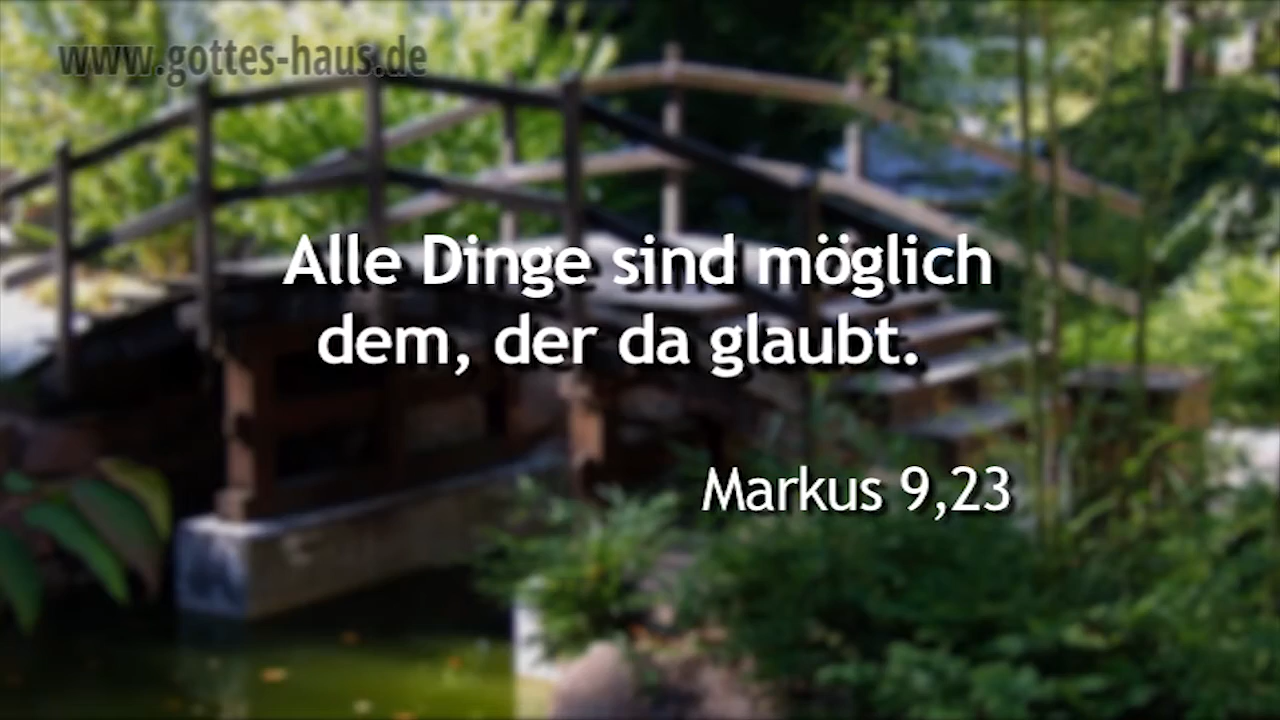 www.gottes-haus.de
Alle Dinge sind möglich
dem, der da glaubt.
Markus 9,23